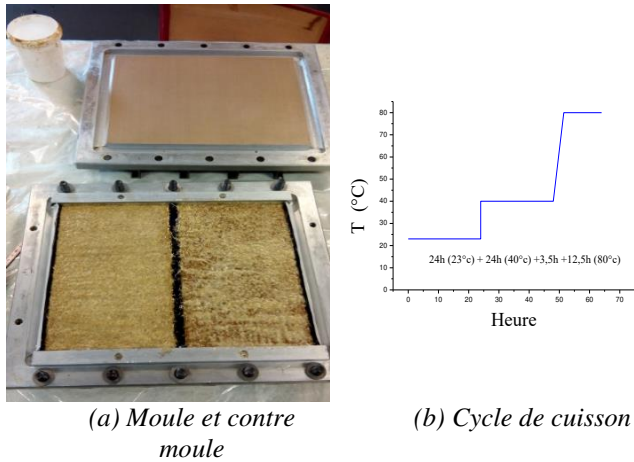 80
70
60
50
40
30
20
10
0
T (°C)
24h (23°c) + 24h (40°c) +3,5h +12,5h (80°c)
0 10 20 30 40 50 60 70
Heure
(a) Moule et contre
moule
(b) Cycle de cuisson